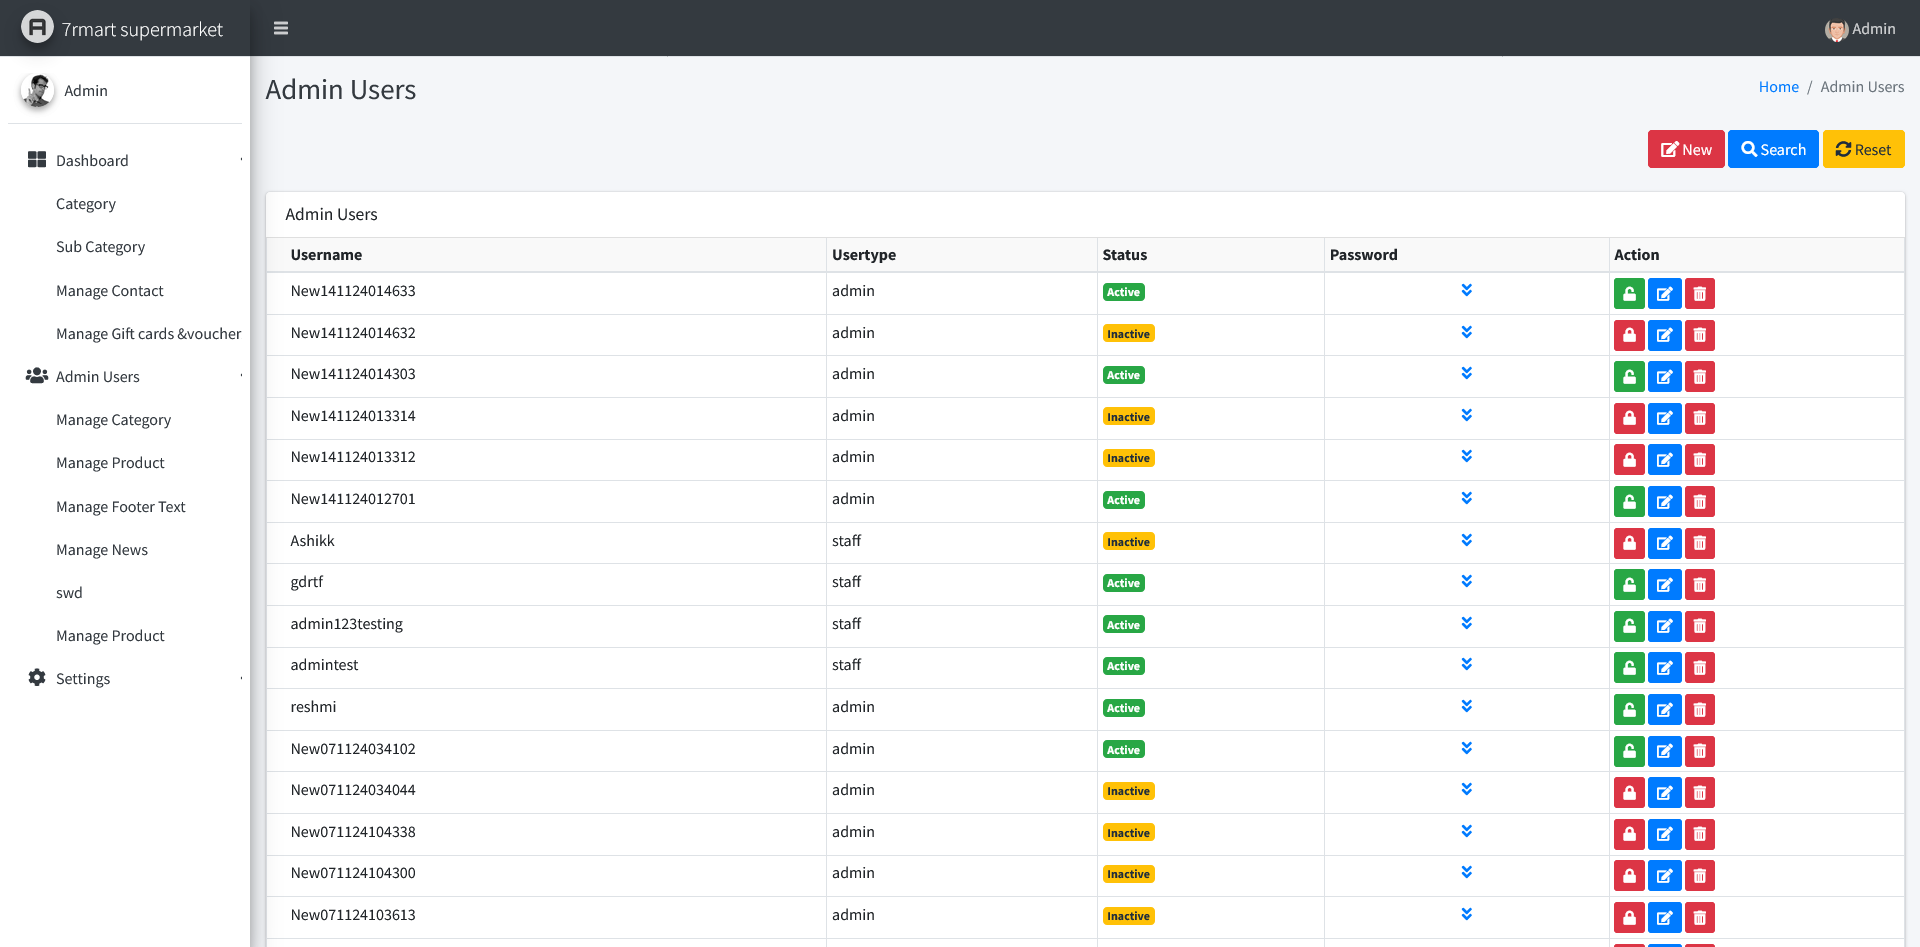 7rmart supermarket
Admin
Admin
Dashboard
Category
Sub Category
Manage Contact
Manage Gift cards &voucher
Admin Users
Manage Category
Manage Product
Manage Footer Text
Manage News
swd
Manage Product
Settings
Admin Users
Home / Admin Users
New Search Reset
Admin Users
Username Usertype Status Password Action
New141124014633 admin Active
New141124014632 admin Inactive
New141124014303 admin Active
New141124013314 admin Inactive
New141124013312 admin Inactive
New141124012701 admin Active
Ashikk staff Inactive
gdrtf staff Active
admin123testing staff Active
admintest staff Active
reshmi admin Active
New071124034102 admin Active
New071124034044 admin Inactive
New071124104338 admin Inactive
New071124104300 admin Inactive
New071124103613 admin Inactive